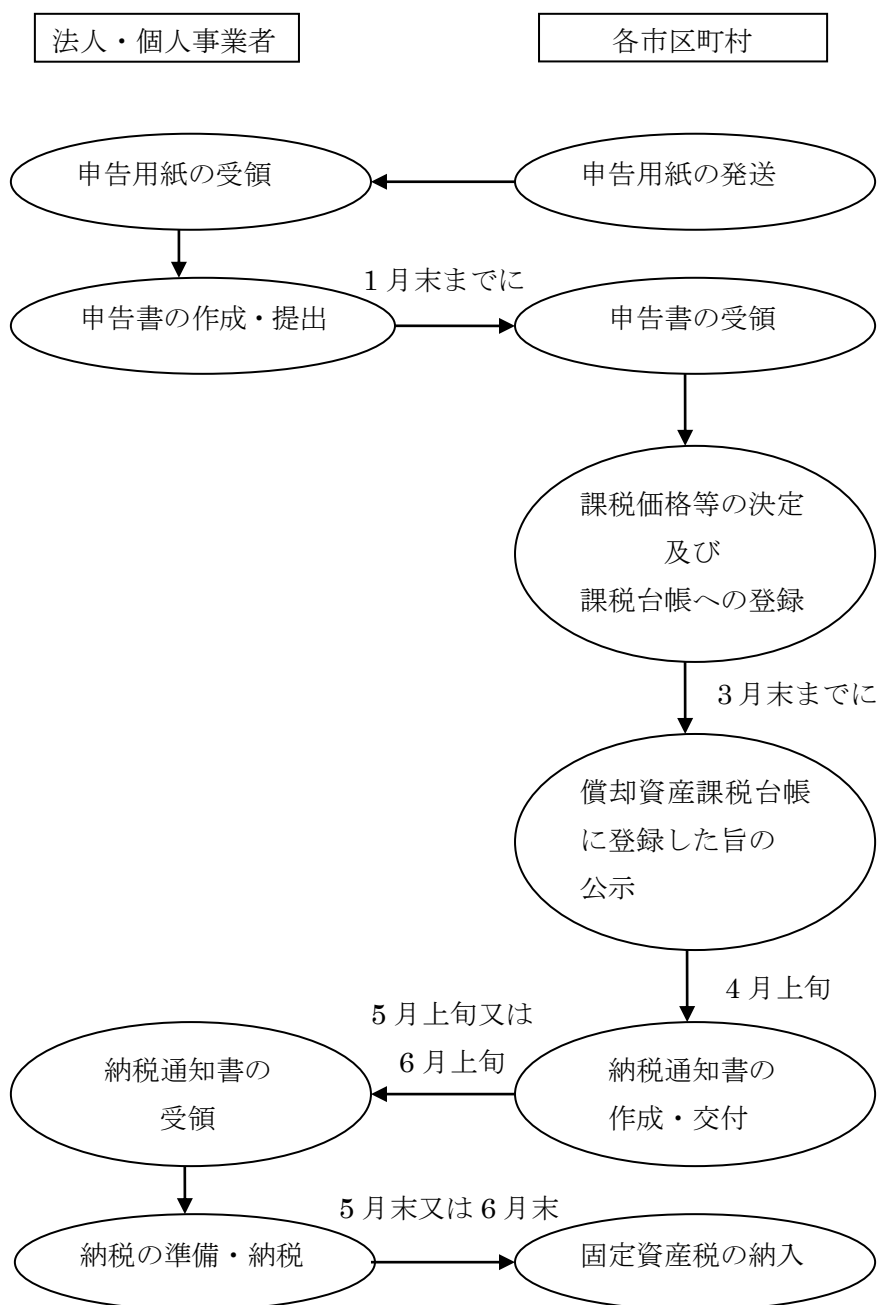 法人・個人事業者
各市区町村
申告用紙の受領
申告用紙の発送
1月末までに
申告書の作成・提出
申告書の受領
課税価格等の決定
及び
課税台帳への登録
3月末までに
償却資産課税台帳
に登録した旨の
公示
4月上旬
5月上旬又は
6月上旬
納税通知書の
受領
納税通知書の
作成・交付
5月末又は6月末
納税の準備・納税
固定資産税の納入